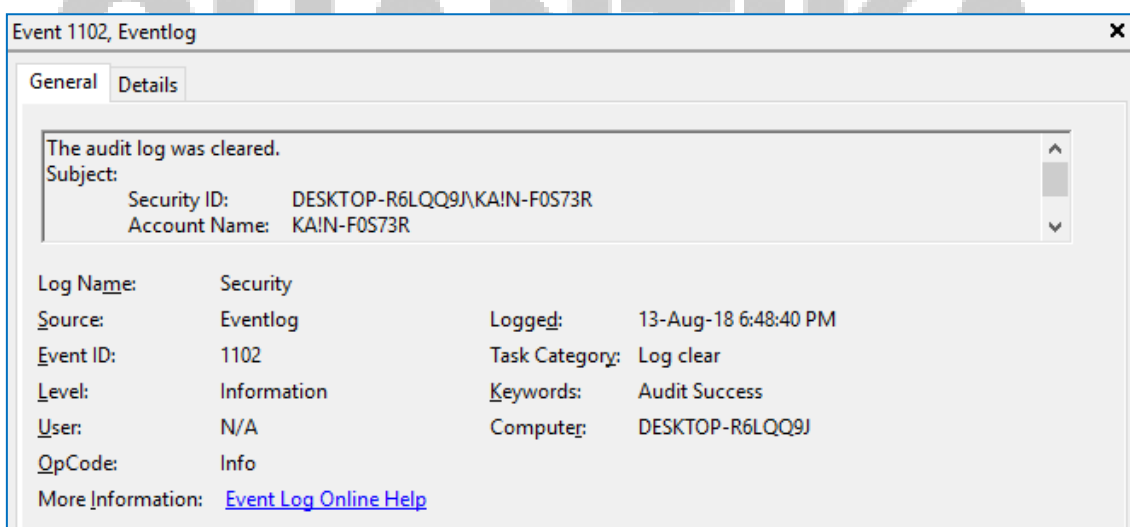 Event 1102, Eventlog
General Details
The audit log was cleared.
Subject:
Security ID: DESKTOP-R6LQQ9J\KA!N-F0S73R
Account Name: KA!N-F0S73R
Log Name: Security
Source: Eventlog Logged: 13-Aug-18 6:48:40 PM
Event ID: 1102 Task Category: Log clear
Level: Information Keywords: Audit Success
User: N/A Computer: DESKTOP-R6LQQ9J
OpCode: Info
More Information: Event Log Online Help